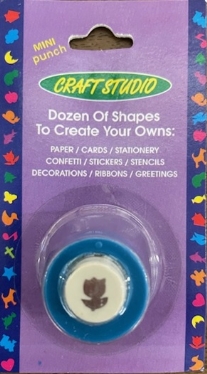 MINI
punch
CRAFT STUDIO
Dozen Of Shapes
To Create Your Owns:
PAPER / CARDS / STATIONERY
CONFETTI / STICKERS / STENCILS
DECORATIONS / RIBBONS / GREETINGS